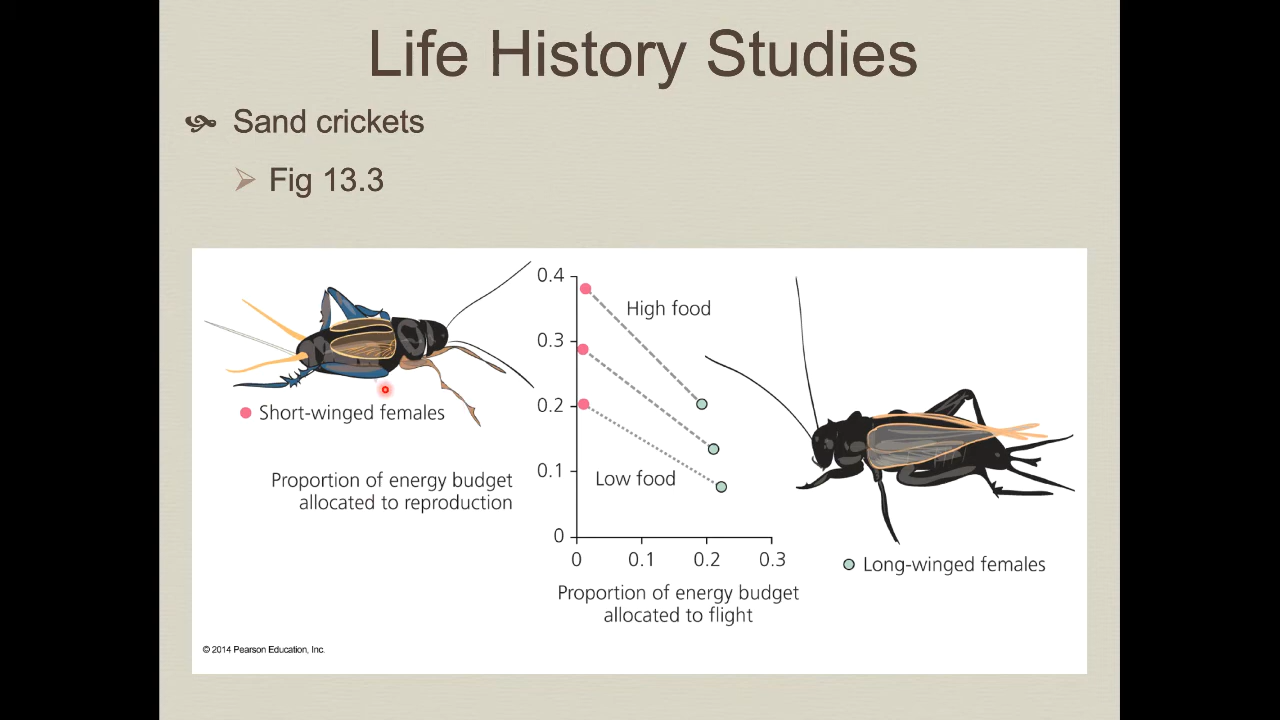 Life History Studies
Sand crickets
Fig 13.3
Short-winged females
Proportion of energy budget
allocated to reproduction
0.4
0.3
0.2
0.1
0
High food
Low food
0 0.1 0.2 0.3
Proportion of energy budget
allocated to flight
Long-winged females
© 2014 Pearson Education, Inc.